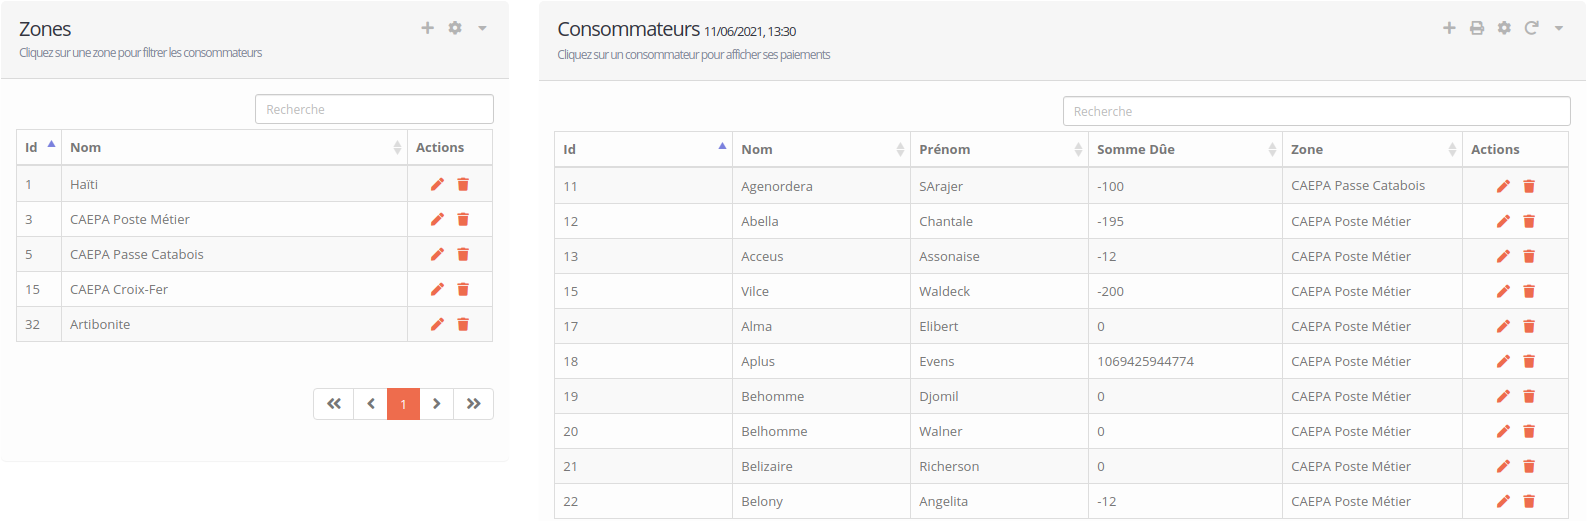 Zones
Cliquez sur une zone pour filtrer les consommateurs
Recherche
Id Nom Actions
1 Haïti
3 CAEPA Poste Métier
5 CAEPA Passe Catabois
15 CAEPA Croix-Fer
32 Artibonite
1
Consommateurs 11/06/2021, 13:30
Cliquez sur un consommateur pour afficher ses paiements
Recherche
Id Nom Prénom Somme Dûe Zone Actions
11 Agenordera SArajer -100 CAEPA Passe Catabois
12 Abella Chantale -195 CAEPA Poste Métier
13 Acceus Assonaise -12 CAEPA Poste Métier
15 Vilce Waldeck -200 CAEPA Poste Métier
17 Alma Elibert 0 CAEPA Poste Métier
18 Aplus Evens 1069425944774 CAEPA Poste Métier
19 Behomme Djomil 0 CAEPA Poste Métier
20 Belhomme Walner 0 CAEPA Poste Métier
21 Belizaire Richerson 0 CAEPA Poste Métier
22 Belony Angelita -12 CAEPA Poste Métier